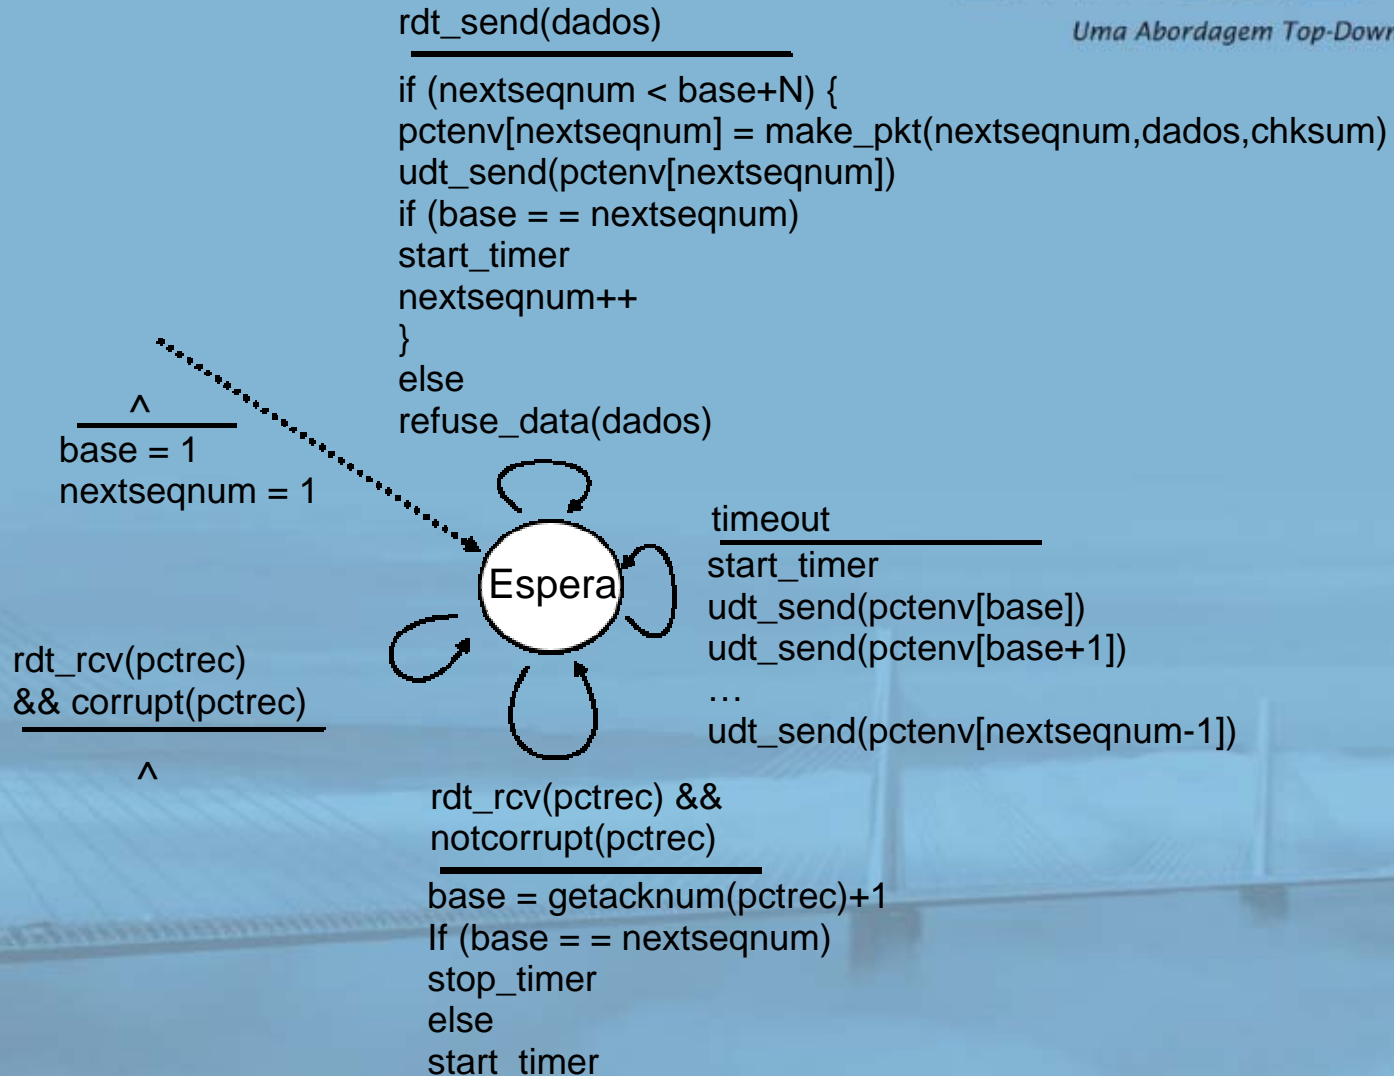 Uma Abordagem Top-Down
rdt_send(dados)
if (nextseqnum < base+N) {
pctenv[nextseqnum] = make_pkt(nextseqnum,dados,chksum)
udt_send(pctenv[nextseqnum])
if (base = = nextseqnum)
start_timer
nextseqnum++
}
else
refuse_data(dados)
^
base = 1
nextseqnum = 1
Espera
timeout
start_timer
udt_send(pctenv[base])
udt_send(pctenv[base+1])
…
udt_send(pctenv[nextseqnum-1])
rdt_rcv(pctrec)
&& corrupt(pctrec)
^
rdt_rcv(pctrec) &&
notcorrupt(pctrec)
base = getacknum(pctrec)+1
If (base = = nextseqnum)
stop_timer
else
start_timer